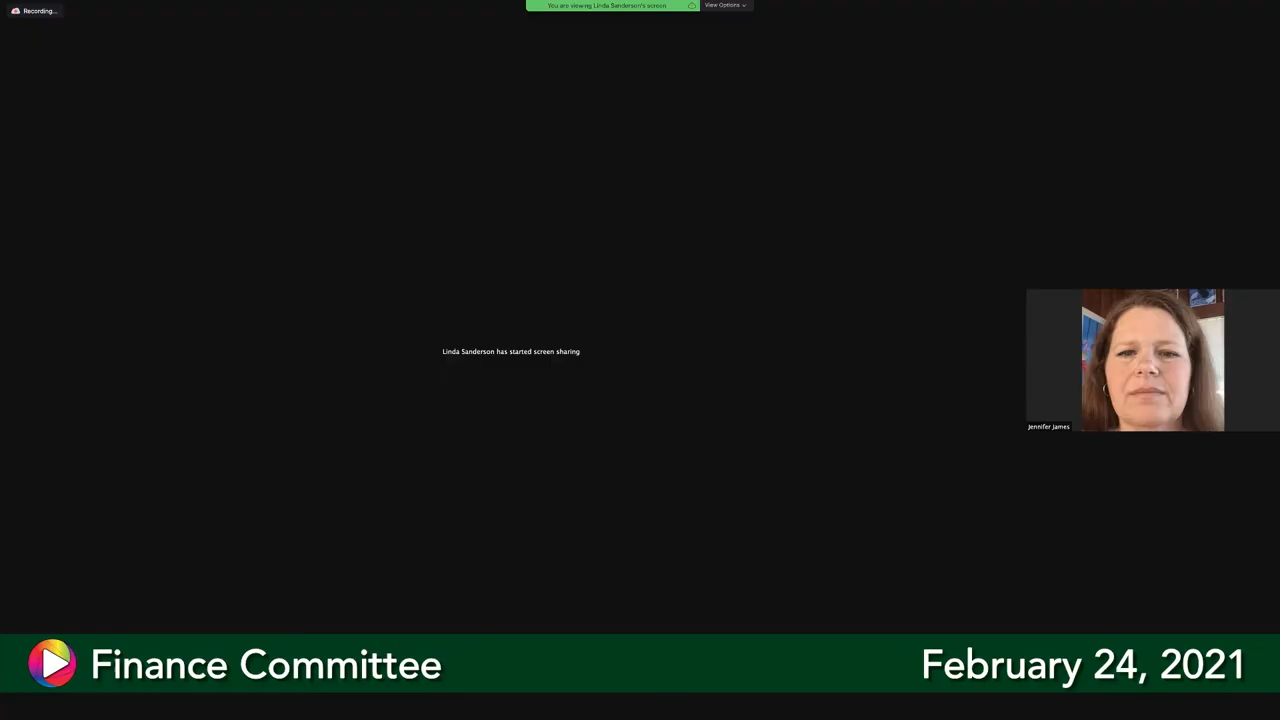 Recording...
You are viewing Linda Sanderson's screen
View Options
Linda Sanderson has started screen sharing
Jennifer James
Finance Committee
February 24, 2021